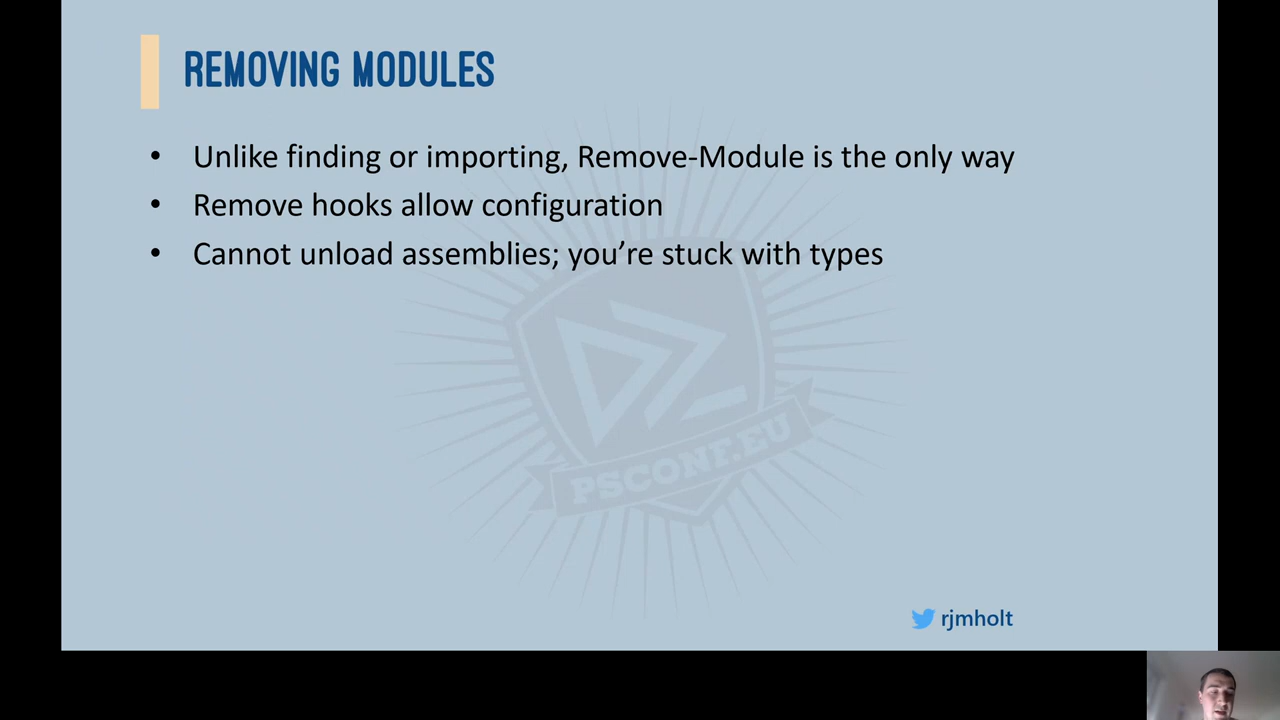 REMOVING MODULES
• Unlike finding or importing, Remove-Module is the only way
• Remove hooks allow configuration
• Cannot unload assemblies; you’re stuck with types
PSCONF.EU
rjmholt